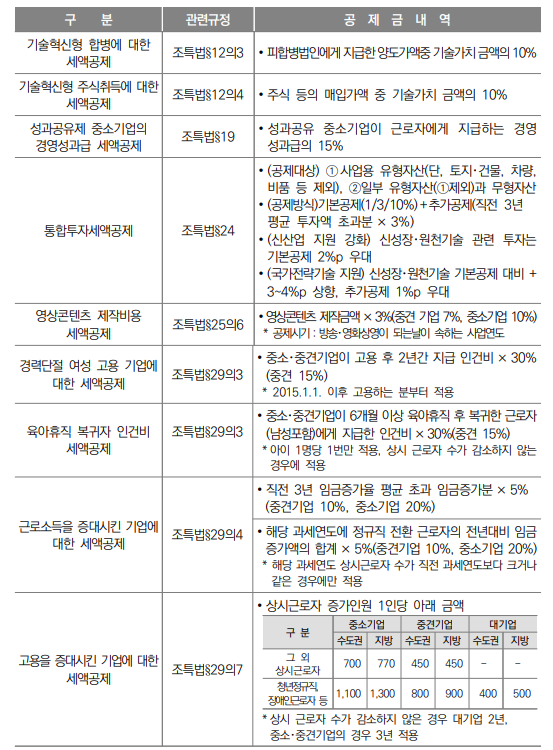 구 분 관련규정 공 제 금 내 역
기술혁신형 합병에 대한
세액공제
조특법§12의3
• 피합병법인에게 지급한 양도가액중 기술가치 금액의 10%
기술혁신형 주식취득에 대한
세액공제
조특법§12의4
• 주식 등의 매입가액 중 기술가치 금액의 10%
성과공유제 중소기업의
경영성과급 세액공제
조특법§19
• 성과공유 중소기업이 근로자에게 지급하는 경영
성과급의 15%
통합투자세액공제
조특법§24
• (공제대상) ①사업용 유형자산(단, 토지·건물, 차량,
비품 등 제외), ②일부 유형자산(①제외)과 무형자산
• (공제방식)기본공제(1/3/10%)+추가공제(직전 3년
평균 투자액 초과분 × 3%)
• (신산업 지원 강화) 신성장·원천기술 관련 투자는
기본공제 2%p 우대
• (국가전략기술 지원) 신성장·원천기술 기본공제 대비 +
3~4%p 상향, 추가공제 1%p 우대
영상콘텐츠 제작비용
세액공제
조특법§25의6
• 영상콘텐츠 제작금액 × 3%(중견 기업 7%, 중소기업 10%)
* 공제시기 : 방송·영화상영이 되는날이 속하는 사업연도
경력단절 여성 고용 기업에
대한 세액공제
조특법§29의3
• 중소·중견기업이 고용 후 2년간 지급 인건비 × 30%
(중견 15%)
* 2015.1.1. 이후 고용하는 분부터 적용
육아휴직 복귀자 인건비
세액공제
조특법§29의3
• 중소·중견기업이 6개월 이상 육아휴직 후 복귀한 근로자
(남성포함)에게 지급한 인건비 × 30%(중견 15%)
* 아이 1명당 1번만 적용, 상시 근로자 수가 감소하지 않는
경우에 적용
근로소득을 증대시킨 기업에
대한 세액공제
조특법§29의4
• 직전 3년 임금증가율 평균 초과 임금증가분 × 5%
(중견기업 10%, 중소기업 20%)
• 해당 과세연도에 정규직 전환 근로자의 전년대비 임금
증가액의 합계 × 5%(중견기업 10%, 중소기업 20%)
* 해당 과세연도 상시근로자 수가 직전 과세연도보다 크거나
같은 경우에만 적용
고용을 증대시킨 기업에 대한
세액공제
조특법§29의7
• 상시근로자 증가인원 1인당 아래 금액
구 분 중소기업 중견기업 대기업
수도권 지방 수도권 지방 수도권 지방
그 외
상시근로자
700 770 450 450 – –
청년정규직,
장애인근로자 등
1,100 1,300 800 900 400 500
* 상시 근로자 수가 감소하지 않은 경우 대기업 2년,
중소·중견기업의 경우 3년 적용